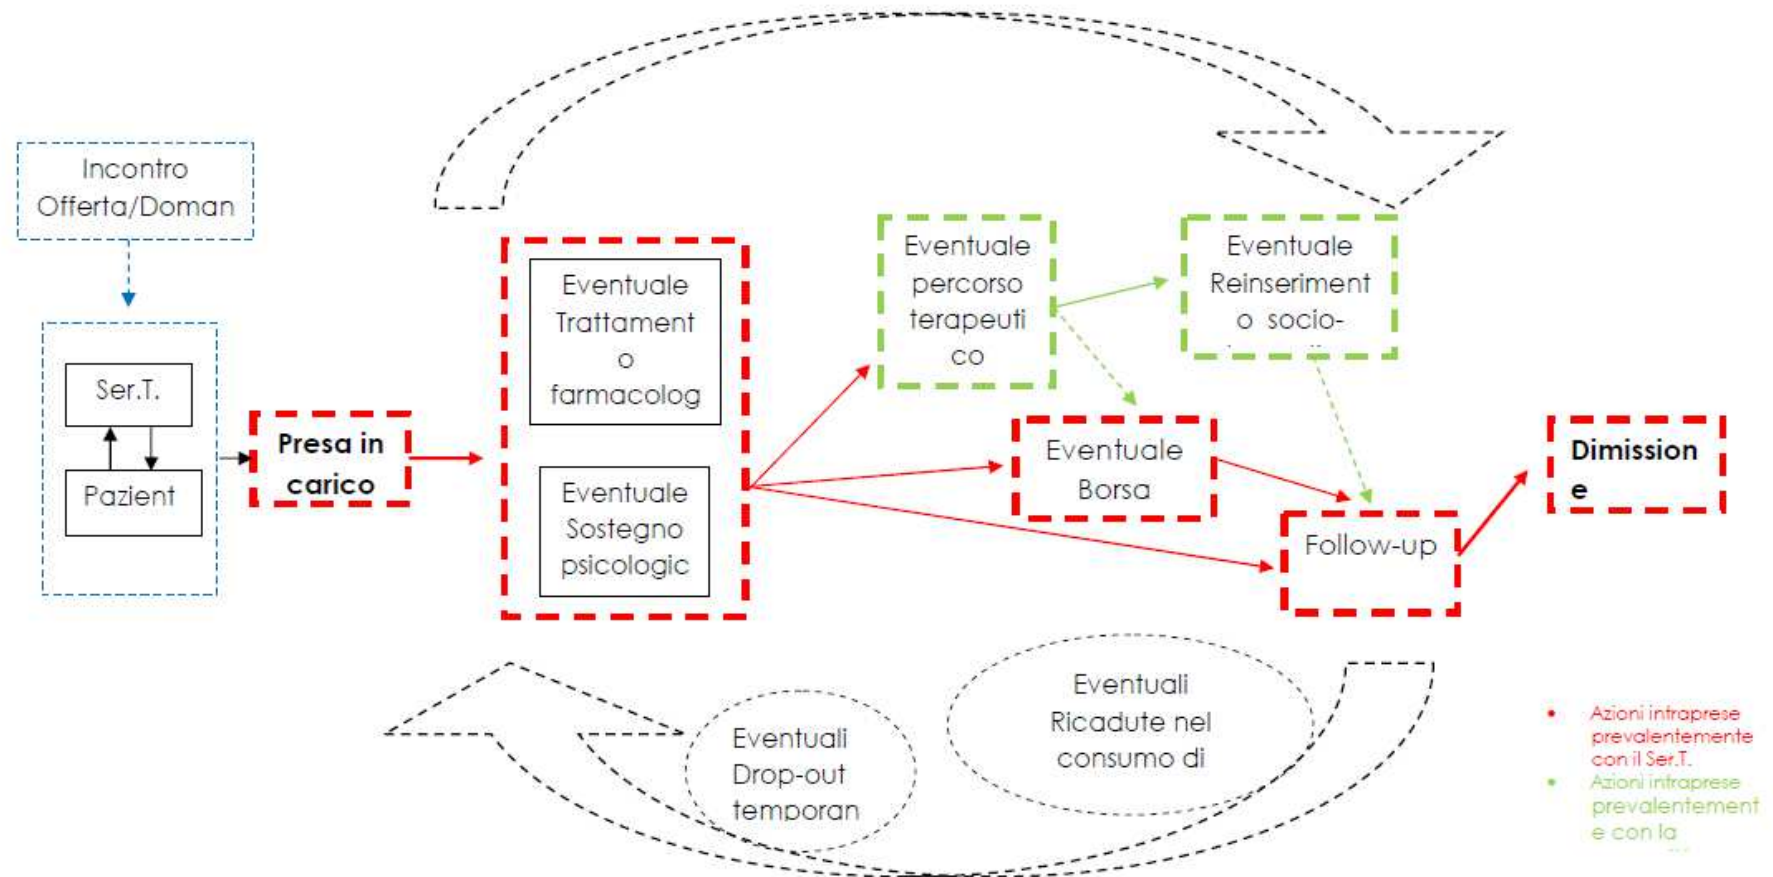 Incontro
Offerta/Doman
Ser.T.
Pazient
Presa in
carico
Eventuale
Trattament
o
farmacolog
Eventuale
Sostegno
psicologic
Eventuale
percorso
terapeuti
co
Eventuale
Reinseriment
o socio-
Eventuale
Borsa
Follow-up
Dimission
e
Eventuali
Drop-out
temporan
Eventuali
Ricadute nel
consumo di
• Azioni intraprese
prevalentemente
con il Ser.T.
• Azioni intraprese
prevalentement
e con la